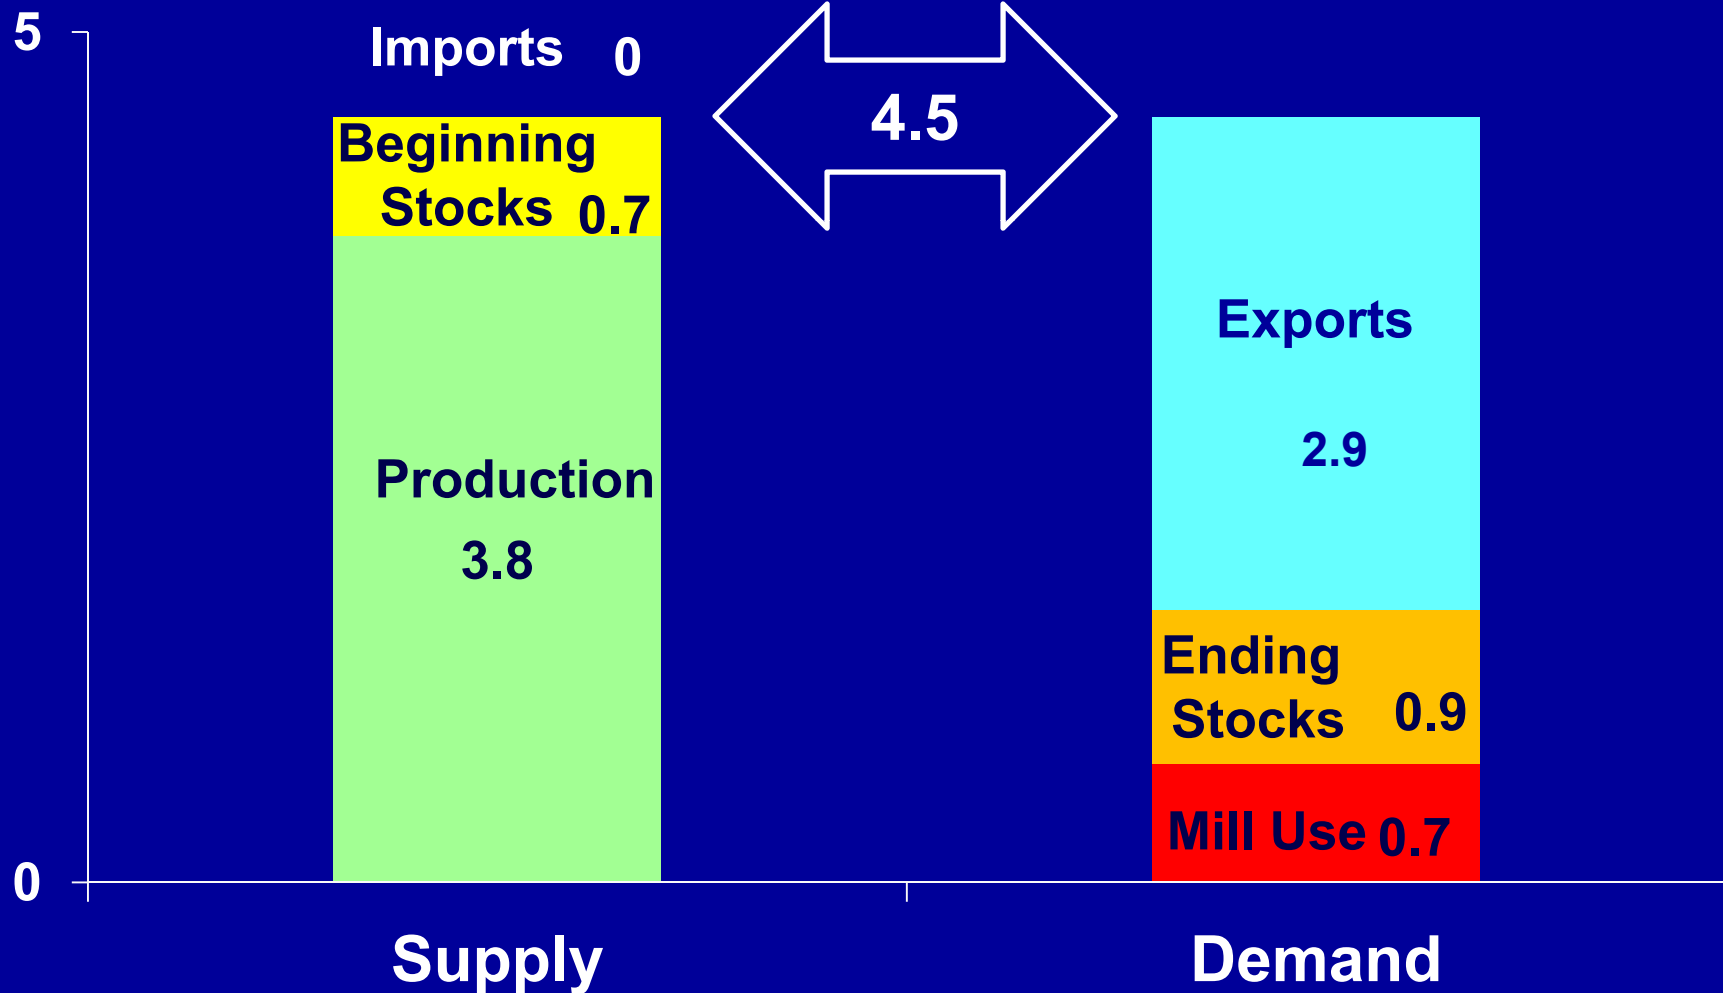 5
Imports 0
4.5
Beginning
Stocks 0.7
Production
3.8
Exports
2.9
Ending
Stocks 0.9
Mill Use 0.7
0
Supply
Demand